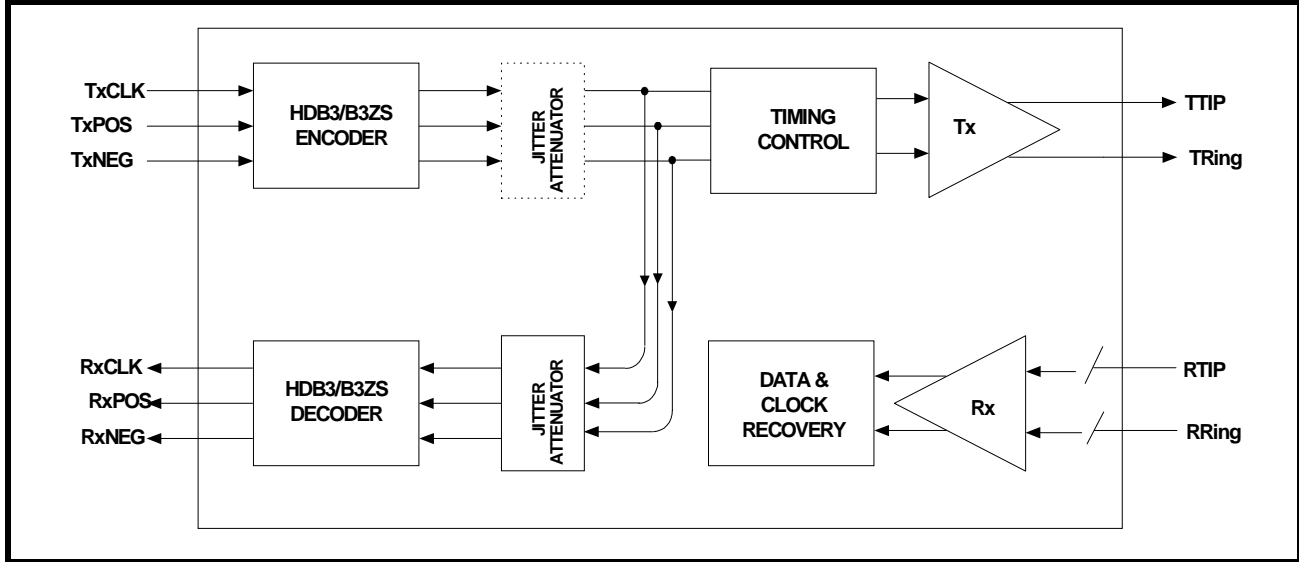 TxCLK
TxPOS
TxNEG
HDB3/B3ZS
ENCODER
JITTER
ATTENUATOR
TIMING
CONTROL
Tx
TTIP
TRing
RxCLK
RxPOS
RxNEG
HDB3/B3ZS
DECODER
JITTER
ATTENUATOR
DATA &
CLOCK
RECOVERY
Rx
RTIP
RRing